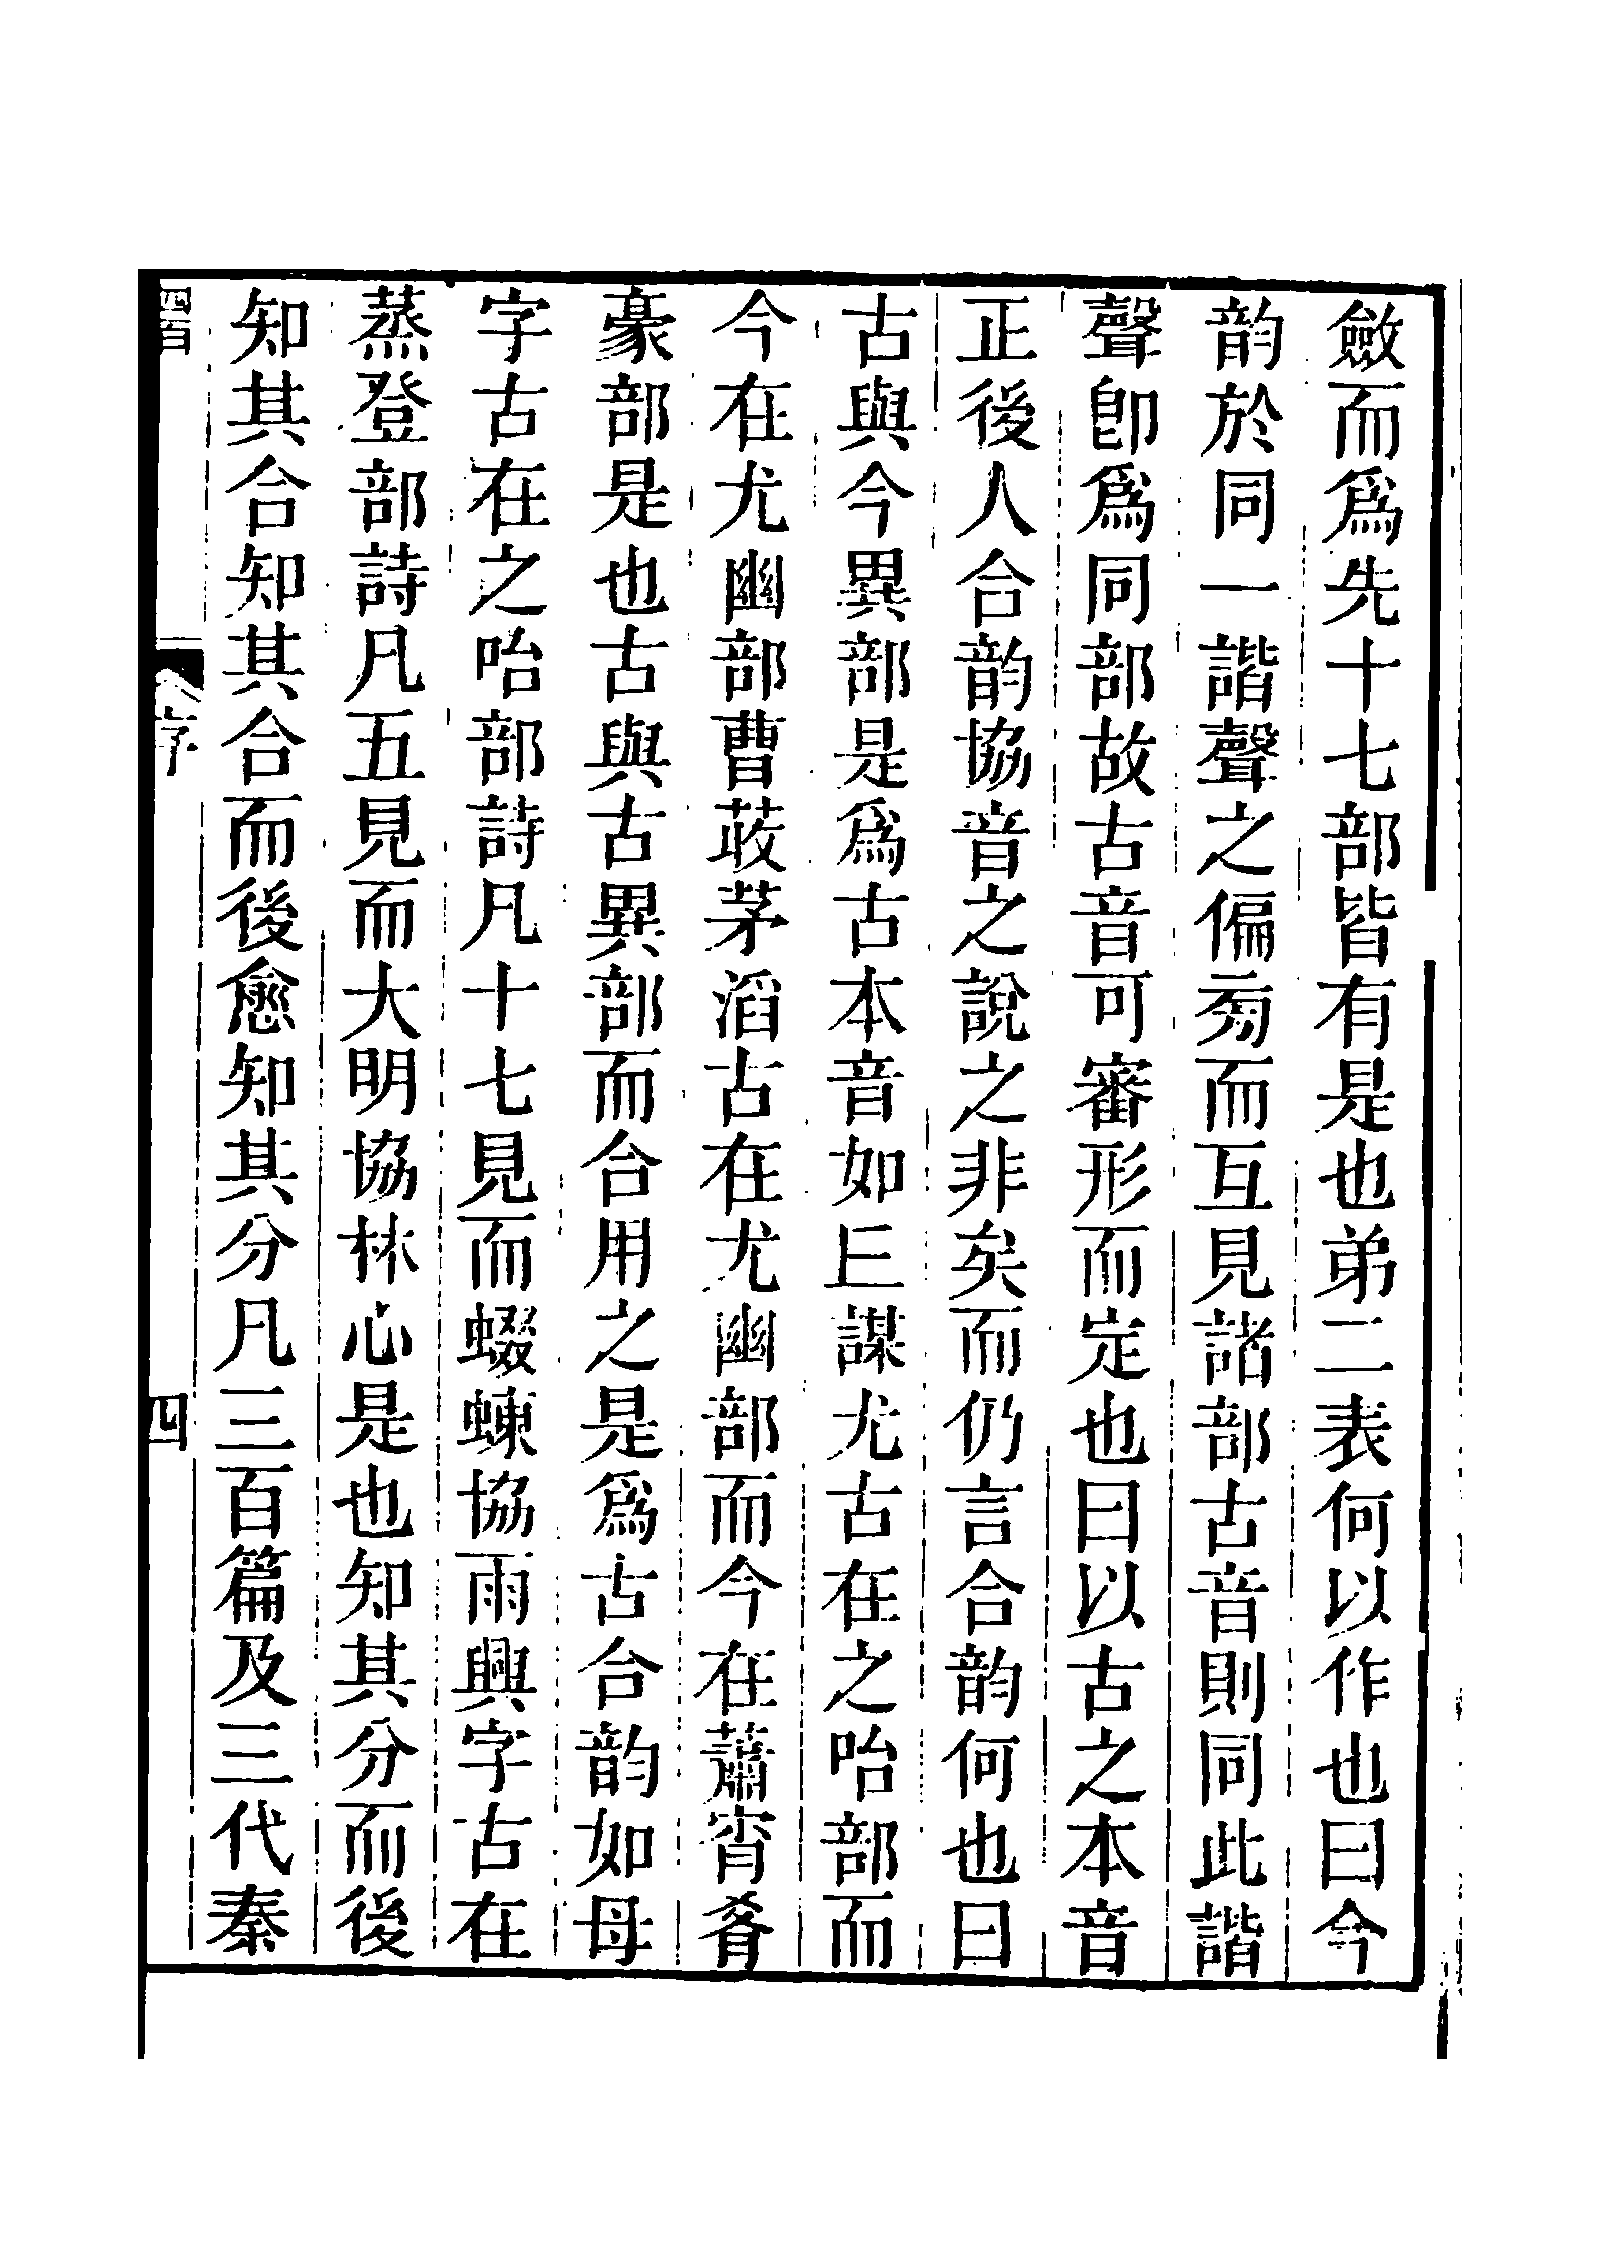 斂而爲先十七部皆有是也弟二表何以作也曰今
韵於同一諧聲之偏㫄而互見諸部古音則同此諧
聲卽爲同部故古音可審形而定也曰以古之本音
正後人合韵協音之說之非矣而仍言合韵何也曰
古與今異部是爲古本音如丘謀尤古在之咍部而
今在尤幽部曹茮茅滔古在尤幽部而今在蕭宵肴
豪部是也古與古異部而合用之是爲古合韵如母
字古在之咍部詩凡十七見而蝃蝀協雨興字古在
蒸登部詩凡五見而大明協林心是也知其分而後
知其合知其合而後愈知其分凡三百篇及三代秦
序
四